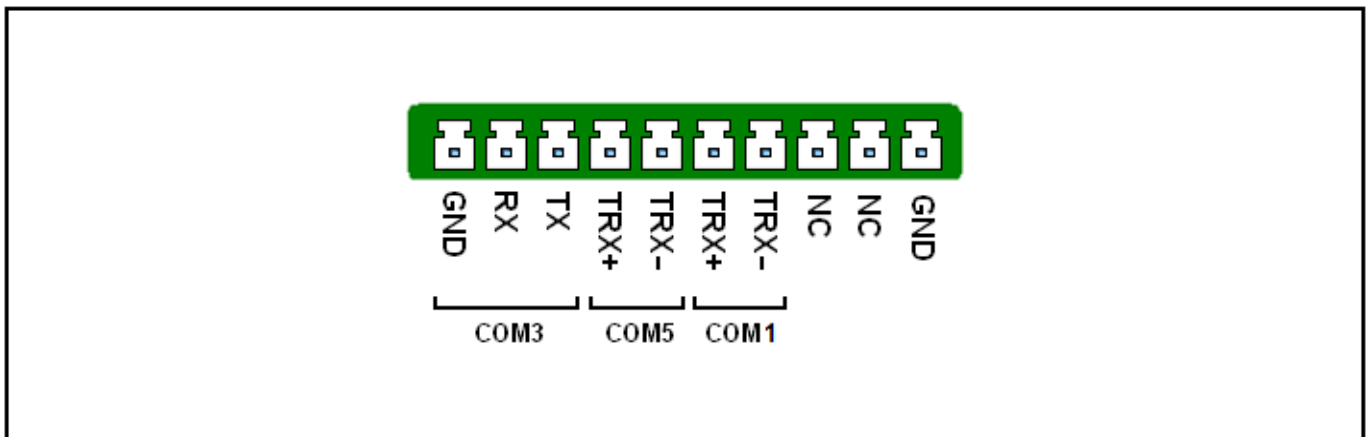 GND RX TX TRX+ TRX- TRX+ TRX- NC NC GND
COM3 COM5 COM1